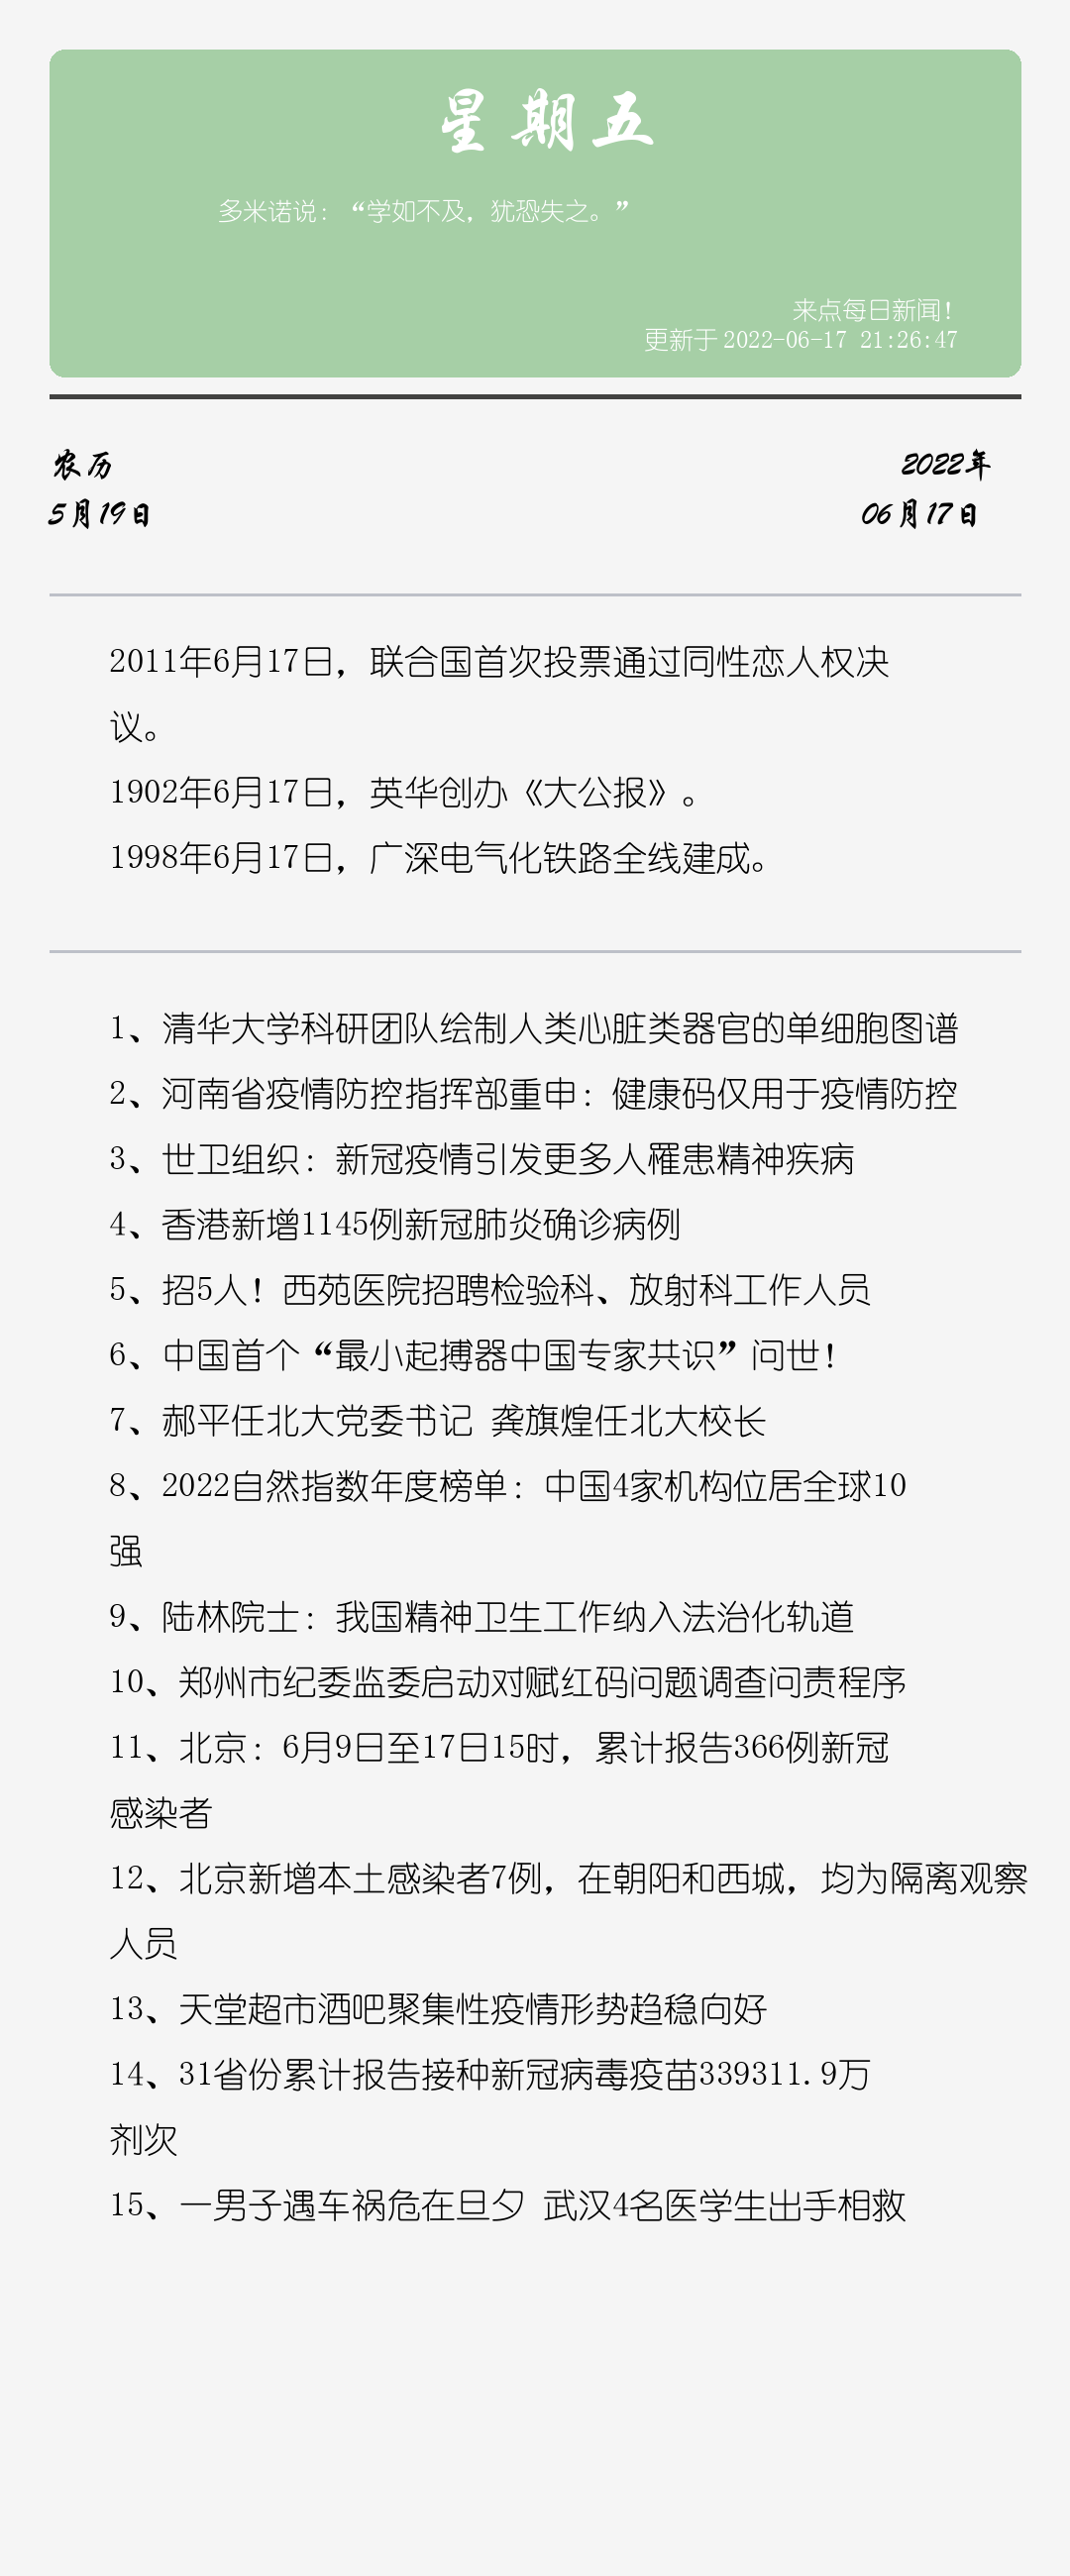 星期五
多米诺说：“学如不及，犹恐失之。”
来点每日新闻！
更新于 2022-06-17 21:26:47
农历
2022年
5月19日
06月17日
2011年6月17日，联合国首次投票通过同性恋人权决
议。
1902年6月17日，英华创办《大公报》。
1998年6月17日，广深电气化铁路全线建成。
1、清华大学科研团队绘制人类心脏类器官的单细胞图谱
2、河南省疫情防控指挥部重申：健康码仅用于疫情防控
3、世卫组织：新冠疫情引发更多人罹患精神疾病
4、香港新增1145例新冠肺炎确诊病例
5、招5人！西苑医院招聘检验科、放射科工作人员
6、中国首个“最小起搏器中国专家共识”问世！
7、郝平任北大党委书记 龚旗煌任北大校长
8、2022自然指数年度榜单：中国4家机构位居全球10
强
9、陆林院士：我国精神卫生工作纳入法治化轨道
10、郑州市纪委监委启动对赋红码问题调查问责程序
11、北京：6月9日至17日15时，累计报告366例新冠
感染者
12、北京新增本土感染者7例，在朝阳和西城，均为隔离观察
人员
13、天堂超市酒吧聚集性疫情形势趋稳向好
14、31省份累计报告接种新冠病毒疫苗339311.9万
剂次
15、一男子遇车祸危在旦夕 武汉4名医学生出手相救